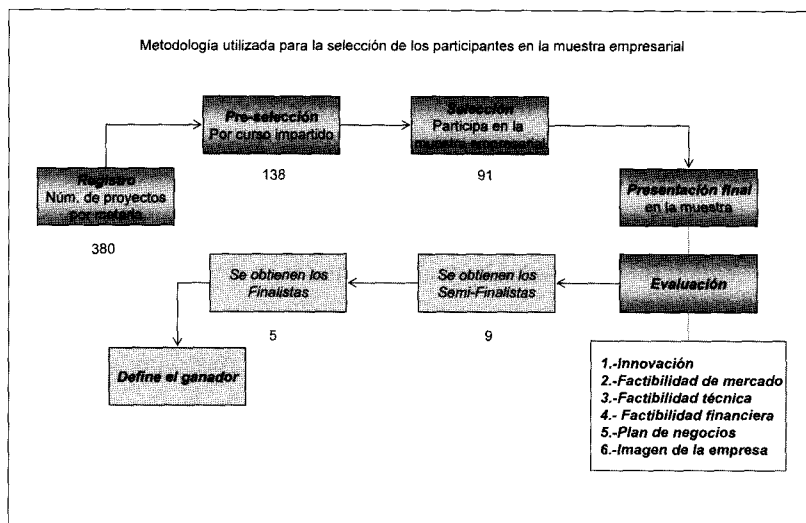 Metodología utilizada para la selección de los participantes en la muestra empresarial
Pre-selección
Por curso impartido
138
Selección
Participa en la
muestra empresarial
91
Registro
Núm. de proyectos
por materia
380
Presentación final
en la muestra
Evaluación
Se obtienen los
Semi-Finalistas
9
Se obtienen los
Finalistas
5
Define el ganador
1.-Innovación
2.-Factibilidad de mercado
3.-Factibilidad técnica
4.- Factibilidad financiera
5.-Plan de negocios
6.-Imagen de la empresa